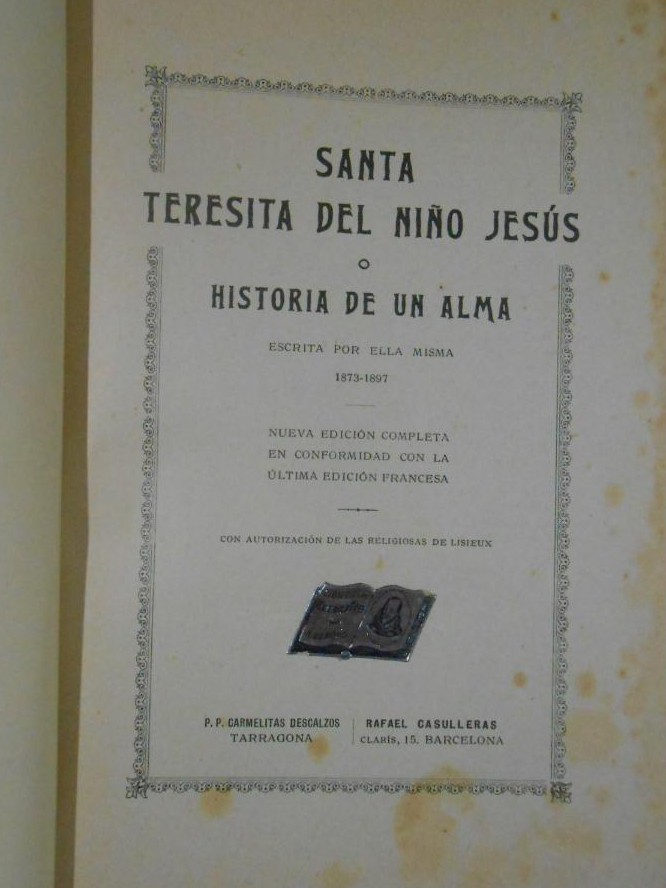 SANTA
TERESITA DEL NIÑO JESÚS
O
HISTORIA DE UN ALMA
ESCRITA POR ELLA MISMA
1873-1897
NUEVA EDICIÓN COMPLETA
EN CONFORMIDAD CON LA
ÚLTIMA EDICIÓN FRANCESA
CON AUTORIZACIÓN DE LAS RELIGIOSAS DE LISIEUX
P. P. CARMELITAS DESCALZOS
TARRAGONA
RAFAEL CASULLERAS
CLARÍS, 15. BARCELONA